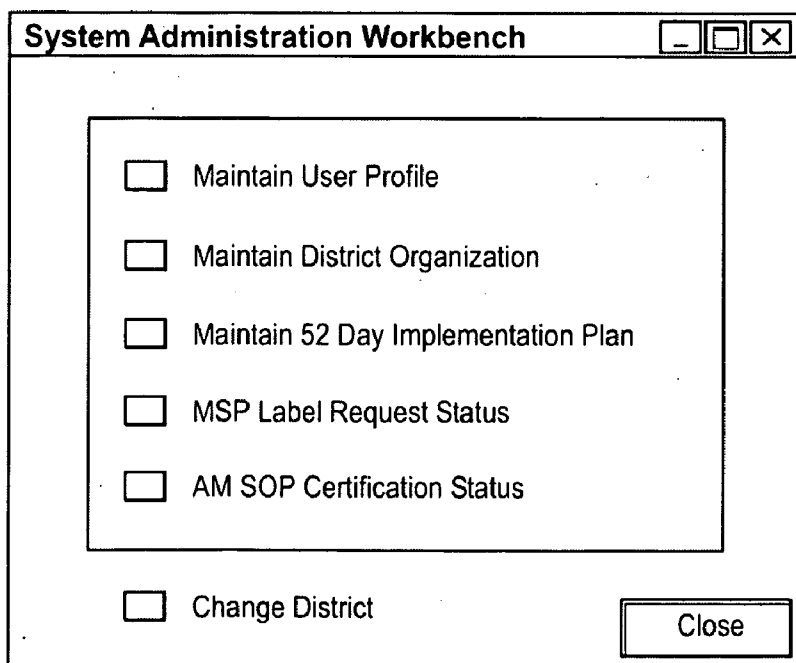 System Administration Workbench
Maintain User Profile
Maintain District Organization
Maintain 52 Day Implementation Plan
MSP Label Request Status
AM SOP Certification Status
Change District
Close